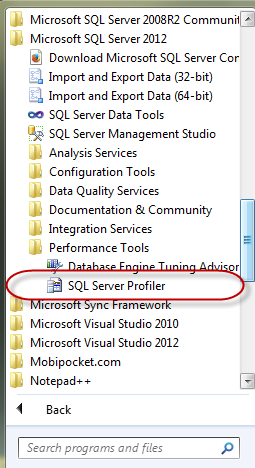 Microsoft SQL Server 2008R2 Communit
Microsoft SQL Server 2012
Download Microsoft SQL Server Con
Import and Export Data (32-bit)
Import and Export Data (64-bit)
SQL Server Data Tools
SQL Server Management Studio
Analysis Services
Configuration Tools
Data Quality Services
Documentation & Community
Integration Services
Performance Tools
Database Engine Tuning Advisor
SQL Server Profiler
Microsoft Sync Framework
Microsoft Visual Studio 2010
Microsoft Visual Studio 2012
Mobipocket.com
Notepad++
Back
Search programs and files